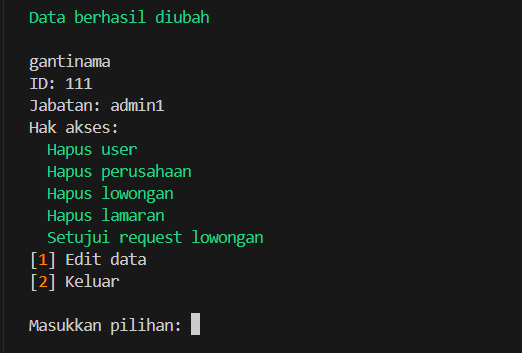 Data berhasil diubah
gantinama
ID: 111
Jabatan: admin1
Hak akses:
Hapus user
Hapus perusahaan
Hapus lowongan
Hapus lamaran
Setujui request lowongan
[1] Edit data
[2] Keluar
Masukkan pilihan: